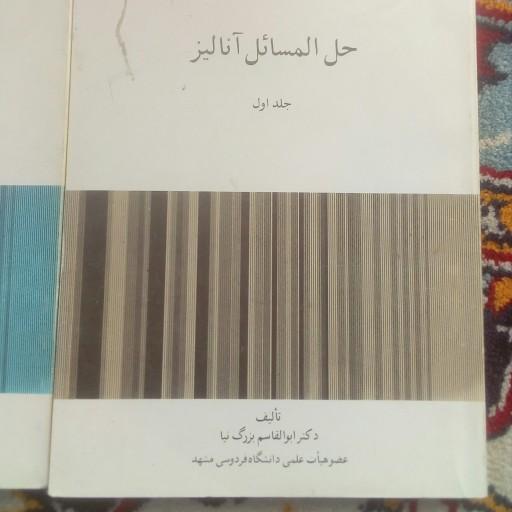 حل المسائل آنالیز
جلد اول
تألیف
دکتر ابوالقاسم بزرگ نیا
عضو هیأت علمی دانشگاه فردوسی مشهد